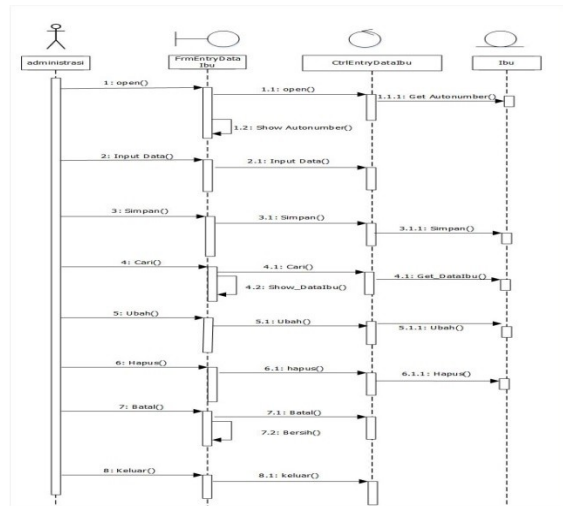 administrasi
FrmEntryData
Ibu
CtrlEntryDataIbu
Ibu
1: open()
1.1: open()
1.1.1: Get Autonumber()
1.2: Show Autonumber()
2: Input Data()
2.1: Input Data()
3: Simpan()
3.1: Simpan()
3.1.1: Simpan()
4: Cari()
4.1: Cari()
4.1: Get_DataIbu()
4.2: Show_DataIbu()
5: Ubah()
5.1: Ubah()
5.1.1: Ubah()
6: Hapus()
6.1: hapus()
6.1.1: Hapus()
7: Batal()
7.1: Batal()
7.2: Bersih()
8: Keluar()
8.1: keluar()